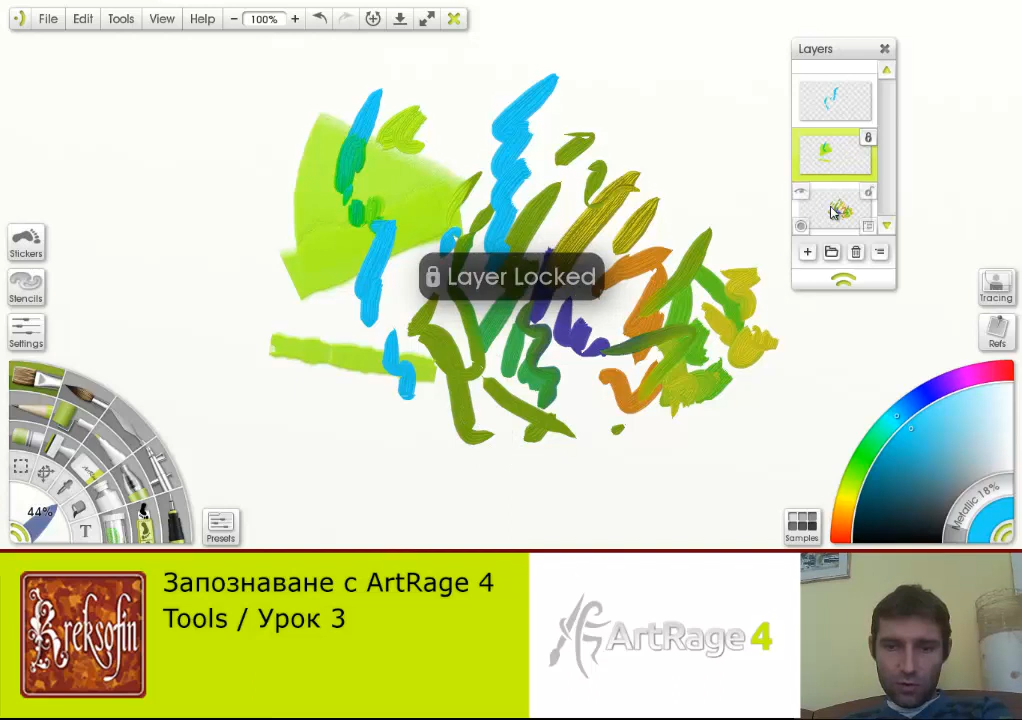 File Edit Tools View Help − 100% +
Layers
Layer Locked
Stickers
Stencils
Settings
Tracing
Refs
44%
T
Presets
Samples
Metallic 18%
Запознаване с ArtRage 4
Tools / Урок 3
Kreksofin
ArtRage 4